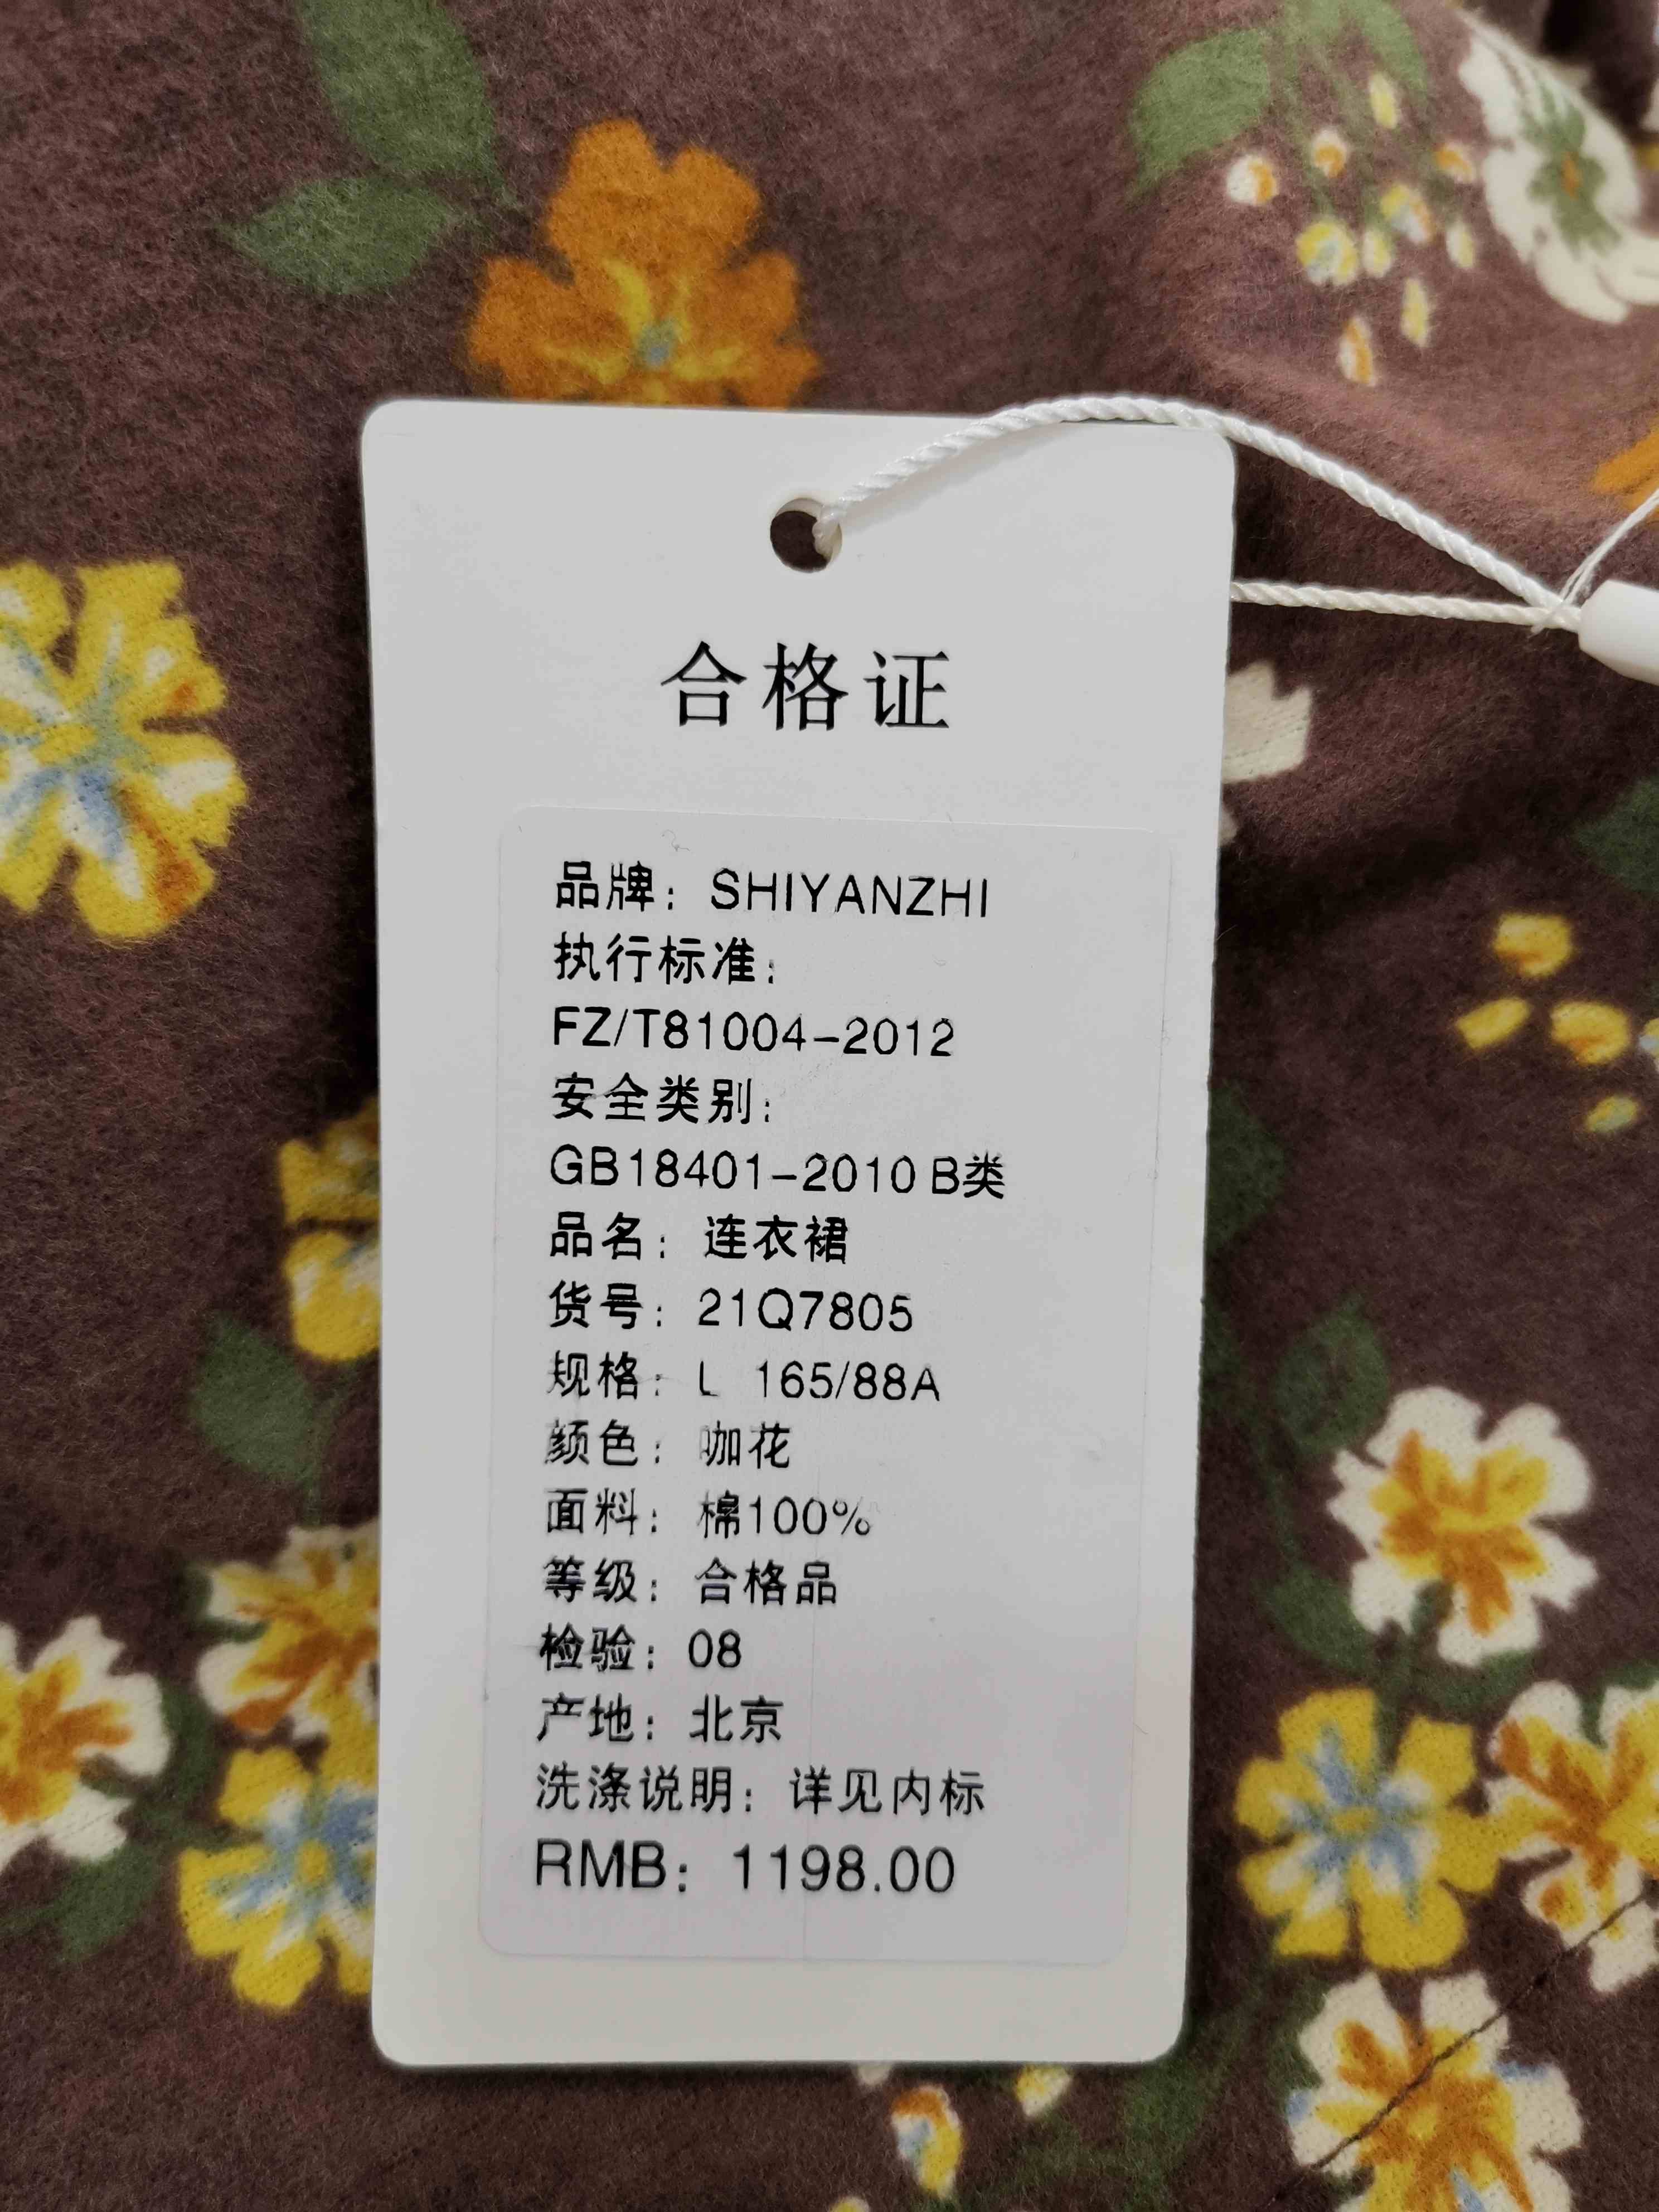 合格证
品牌：SHIYANZHI
执行标准：
FZ/T81004-2012
安全类别：
GB18401-2010 B类
品名：连衣裙
货号：21Q7805
规格：L 165/88A
颜色：咖花
面料：棉100%
等级：合格品
检验：08
产地：北京
洗涤说明：详见内标
RMB：1198.00